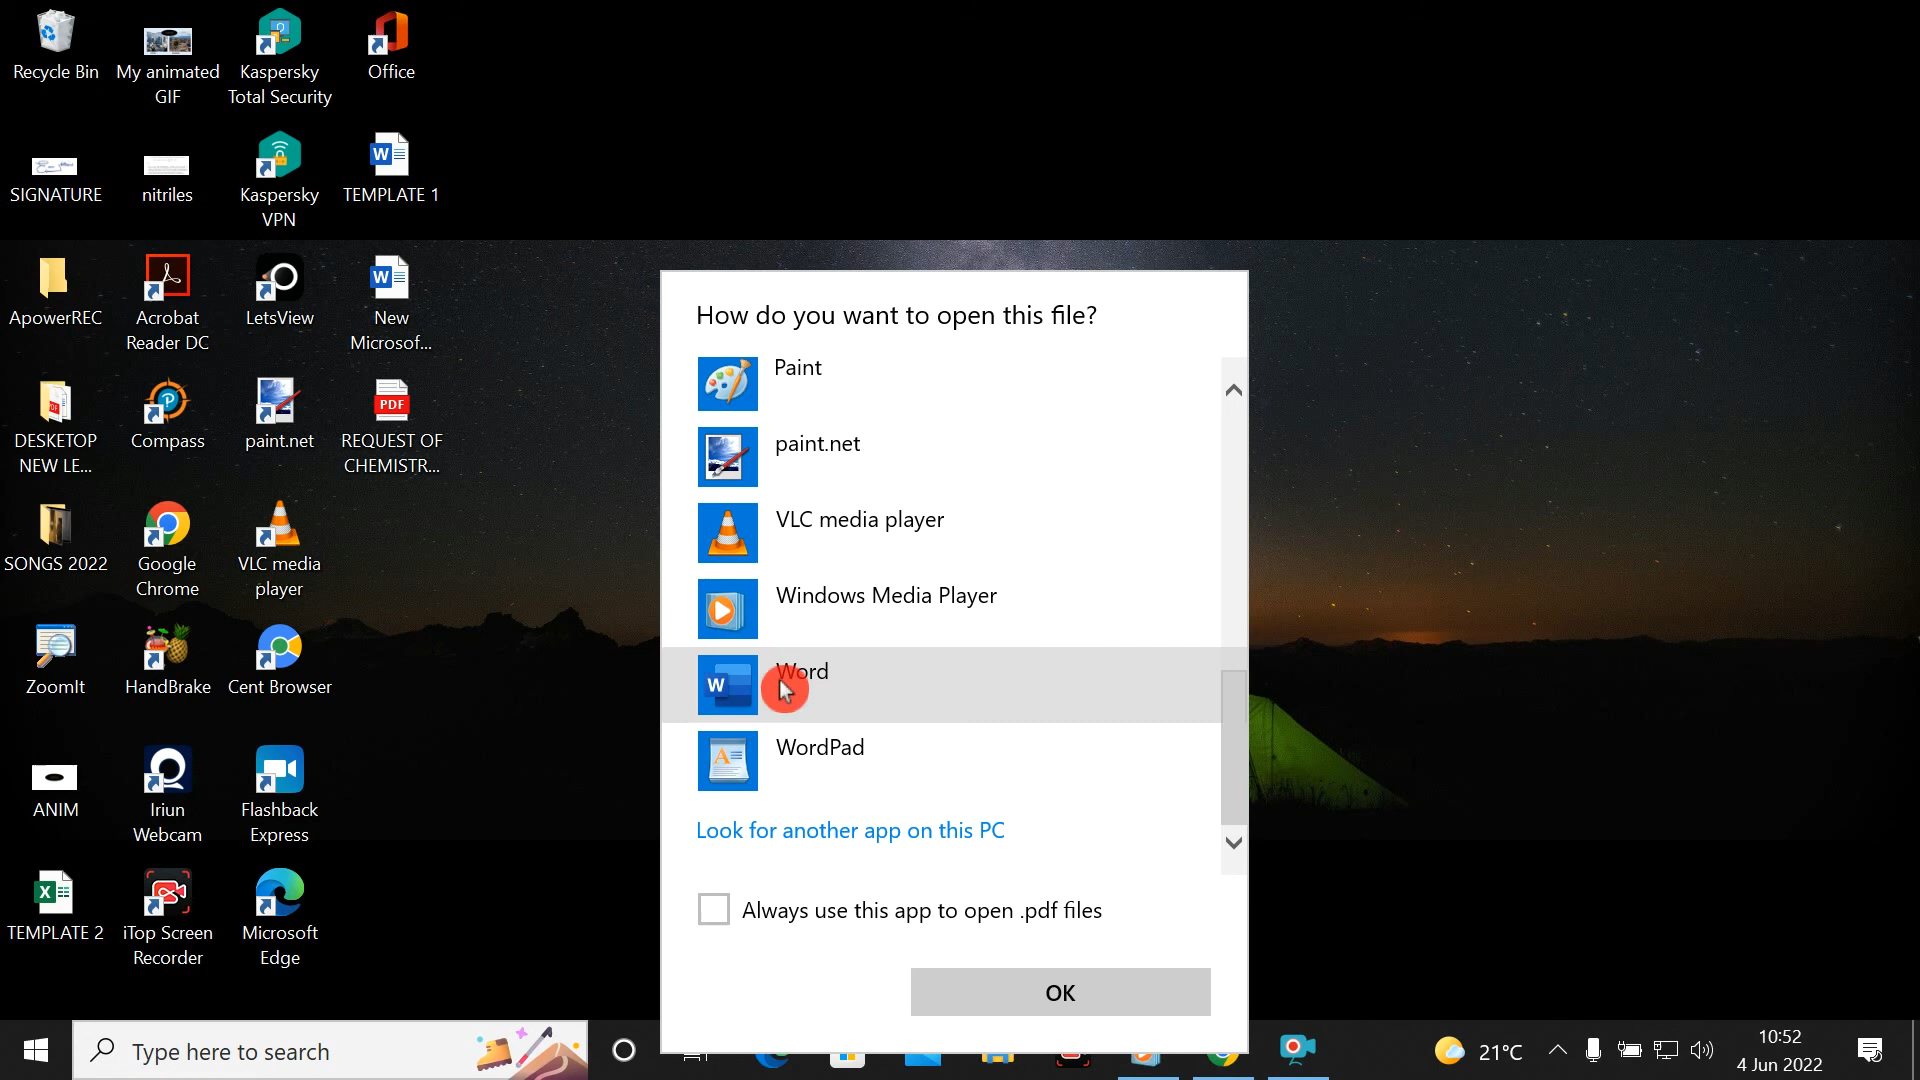 Recycle Bin
My animated
GIF
Kaspersky
Total Security
Office
SIGNATURE
nitriles
Kaspersky
VPN
TEMPLATE 1
ApowerREC
Acrobat
Reader DC
LetsView
New
Microsof...
DESKETOP
NEW LE...
Compass
paint.net
PDF
REQUEST OF
CHEMISTR...
SONGS 2022
Google
Chrome
VLC media
player
ZoomIt
HandBrake
Cent Browser
ANIM
Iriun
Webcam
Flashback
Express
TEMPLATE 2
iTop Screen
Recorder
Microsoft
Edge
How do you want to open this file?
Paint
paint.net
VLC media player
Windows Media Player
Word
WordPad
Look for another app on this PC
Always use this app to open .pdf files
OK
Type here to search
21°C
10:52
4 Jun 2022